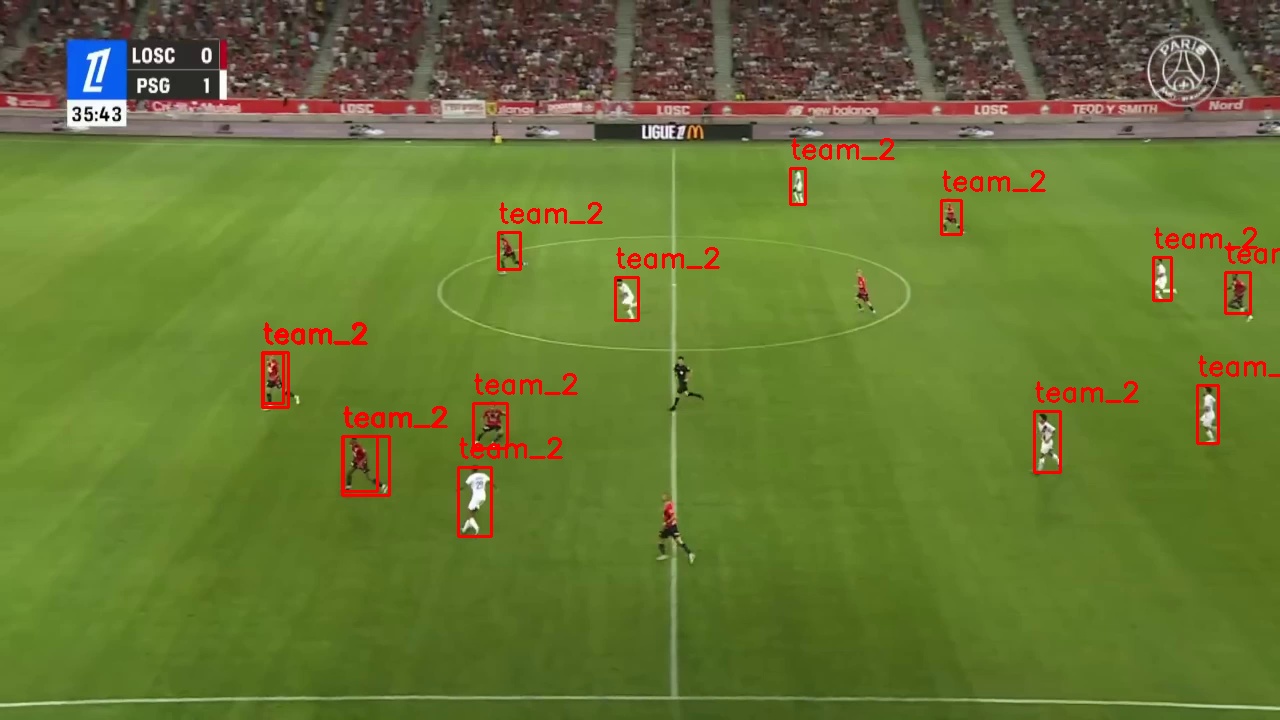 LOSC 0
PSG 1
35:43
PARIS
LOSC
LOSC
new balance
LOSC
TEDDY SMITH
Nord
LIGUE 1
team_2
team_2
team_2
team_2
team_2
team_2
team_2
team_2
team_2
team_2
team_2
team_2